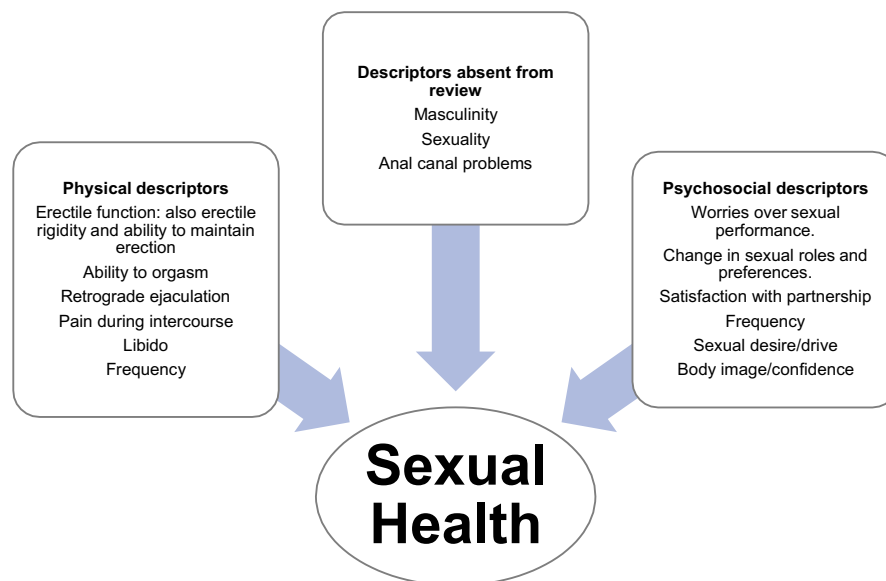 Descriptors absent from
review
Masculinity
Sexuality
Anal canal problems
Physical descriptors
Erectile function: also erectile
rigidity and ability to maintain
erection
Ability to orgasm
Retrograde ejaculation
Pain during intercourse
Libido
Frequency
Psychosocial descriptors
Worries over sexual
performance.
Change in sexual roles and
preferences.
Satisfaction with partnership
Frequency
Sexual desire/drive
Body image/confidence
Sexual
Health